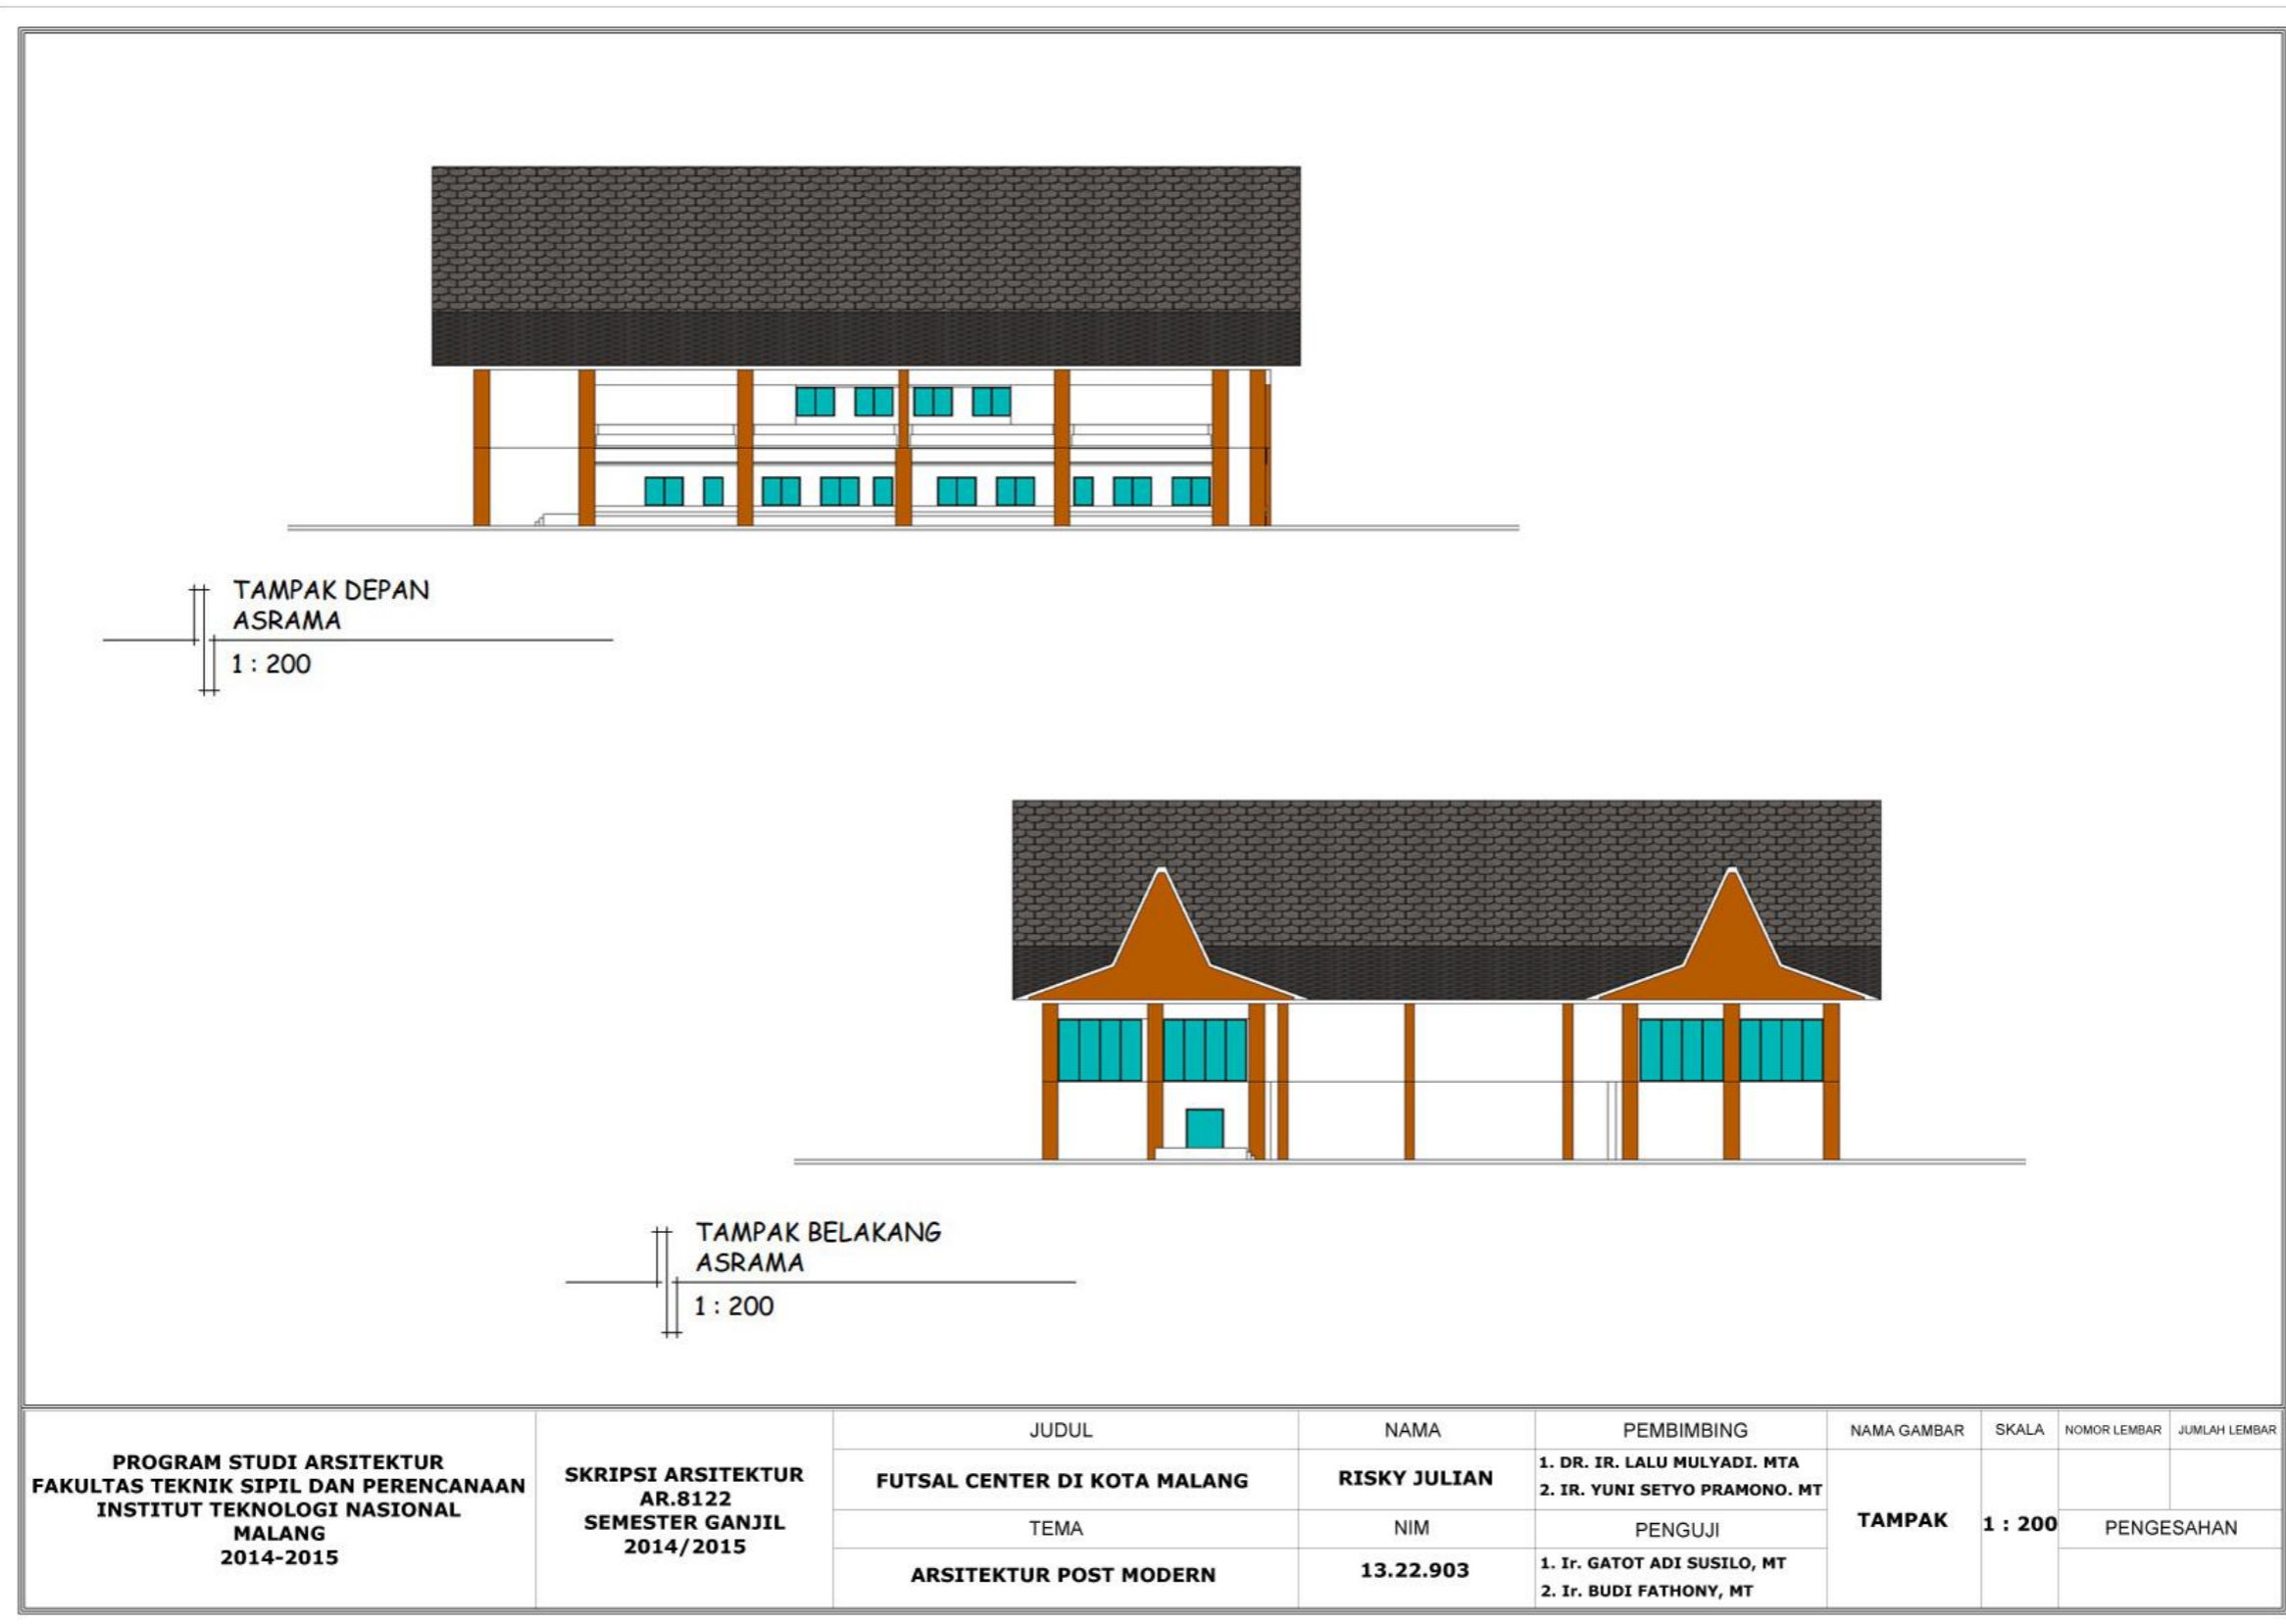 TAMPAK DEPAN
ASRAMA
1 : 200
TAMPAK BELAKANG
ASRAMA
1 : 200
PROGRAM STUDI ARSITEKTUR
FAKULTAS TEKNIK SIPIL DAN PERENCANAAN
INSTITUT TEKNOLOGI NASIONAL
MALANG
2014-2015
SKRIPSI ARSITEKTUR
AR.8122
SEMESTER GANJIL
2014/2015
JUDUL
FUTSAL CENTER DI KOTA MALANG
TEMA
ARSITEKTUR POST MODERN
NAMA
RISKY JULIAN
NIM
13.22.903
PEMBIMBING
1. DR. IR. LALU MULYADI. MTA
2. IR. YUNI SETYO PRAMONO. MT
PENGUJI
1. Ir. GATOT ADI SUSILO, MT
2. Ir. BUDI FATHONY, MT
NAMA GAMBAR
TAMPAK
SKALA
1 : 200
NOMOR LEMBAR
JUMLAH LEMBAR
PENGESAHAN